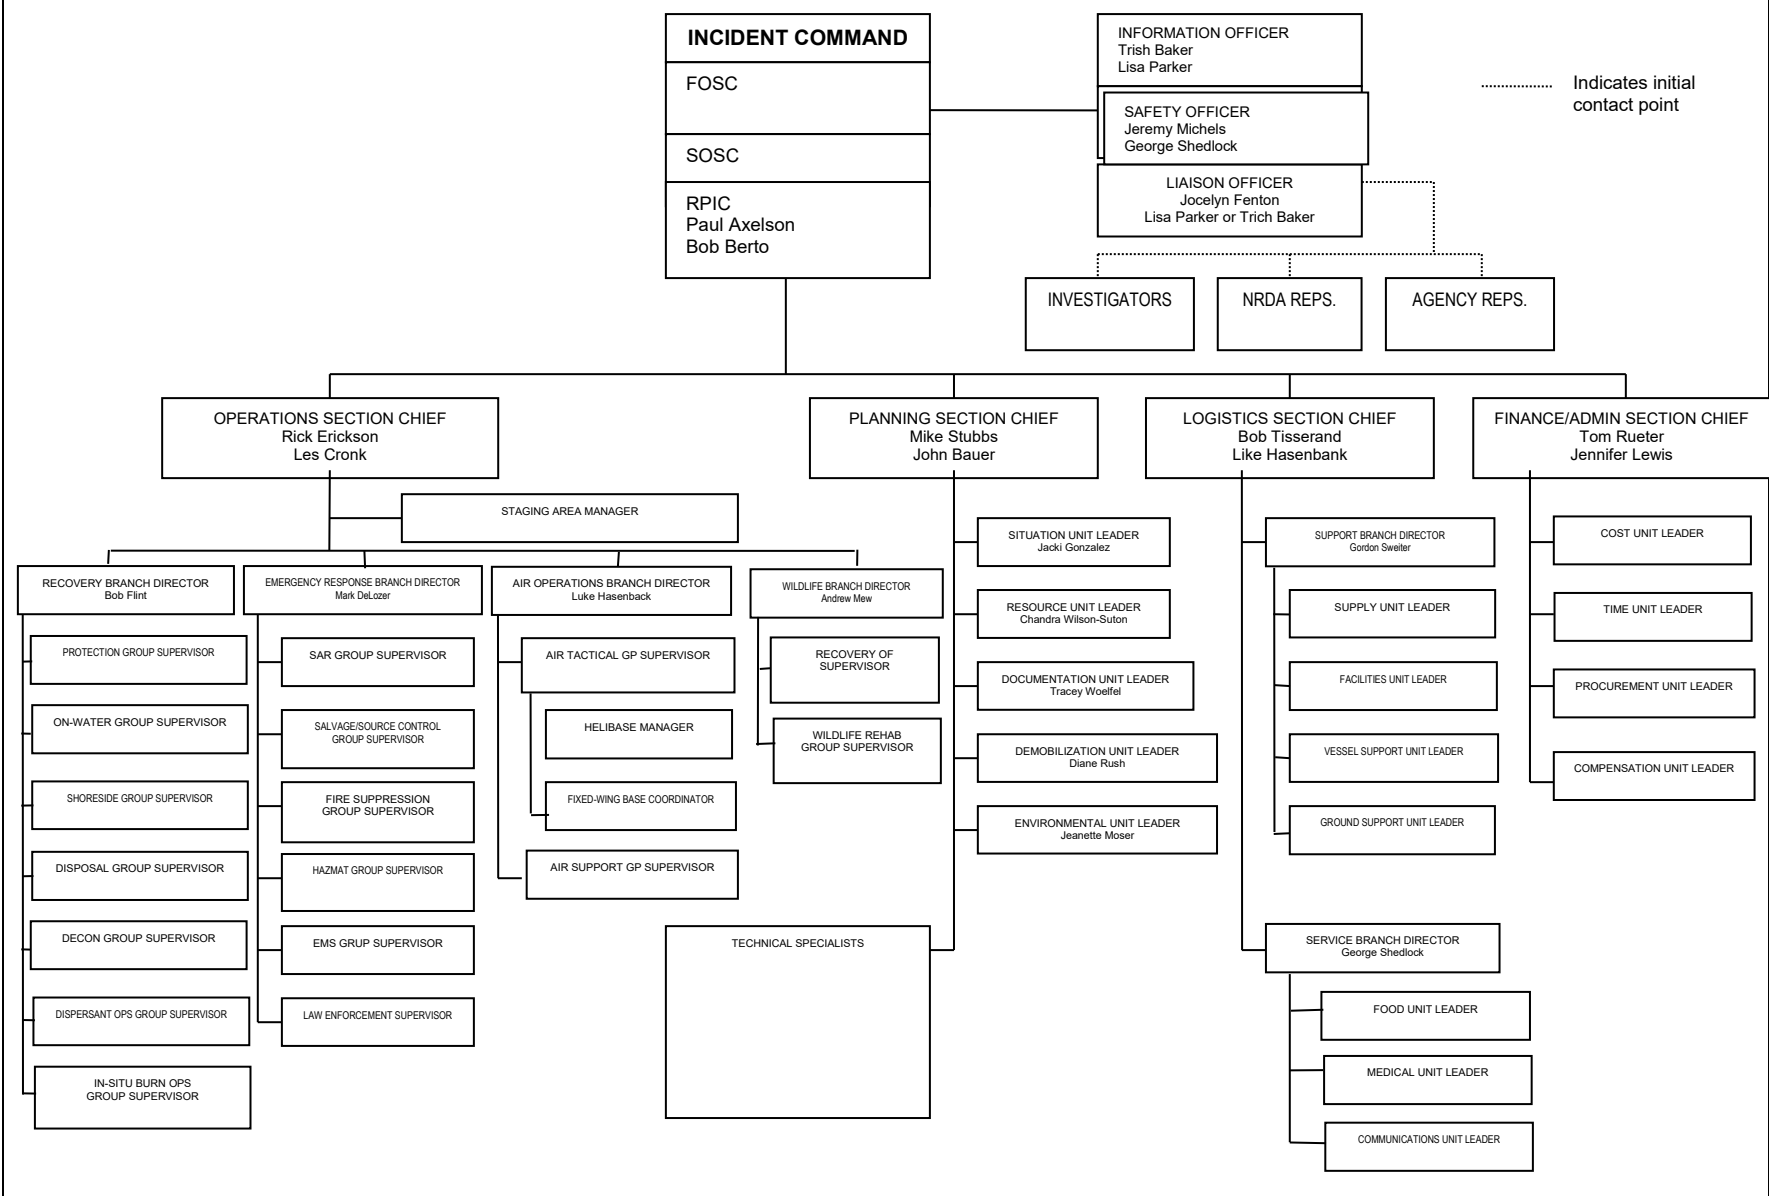 INCIDENT COMMAND
FOSC
SOSC
RPIC
Paul Axelson
Bob Berto
INFORMATION OFFICER
Trish Baker
Lisa Parker
SAFETY OFFICER
Jeremy Michels
George Shedlock
LIAISON OFFICER
Jocelyn Fenton
Lisa Parker or Trich Baker
Indicates initial
contact point
INVESTIGATORS
NRDA REPS.
AGENCY REPS.
OPERATIONS SECTION CHIEF
Rick Erickson
Les Cronk
PLANNING SECTION CHIEF
Mike Stubbs
John Bauer
LOGISTICS SECTION CHIEF
Bob Tisserand
Like Hasenbank
FINANCE/ADMIN SECTION CHIEF
Tom Rueter
Jennifer Lewis
STAGING AREA MANAGER
RECOVERY BRANCH DIRECTOR
Bob Flint
PROTECTION GROUP SUPERVISOR
ON-WATER GROUP SUPERVISOR
SHORESIDE GROUP SUPERVISOR
DISPOSAL GROUP SUPERVISOR
DECON GROUP SUPERVISOR
DISPERSANT OPS GROUP SUPERVISOR
IN-SITU BURN OPS
GROUP SUPERVISOR
EMERGENCY RESPONSE BRANCH DIRECTOR
Mark DeLozer
SAR GROUP SUPERVISOR
SALVAGE/SOURCE CONTROL
GROUP SUPERVISOR
FIRE SUPPRESSION
GROUP SUPERVISOR
HAZMAT GROUP SUPERVISOR
EMS GRUP SUPERVISOR
LAW ENFORCEMENT SUPERVISOR
AIR OPERATIONS BRANCH DIRECTOR
Luke Hasenback
AIR TACTICAL GP SUPERVISOR
HELIBASE MANAGER
FIXED-WING BASE COORDINATOR
AIR SUPPORT GP SUPERVISOR
WILDLIFE BRANCH DIRECTOR
Andrew Mew
RECOVERY OF
SUPERVISOR
WILDLIFE REHAB
GROUP SUPERVISOR
SITUATION UNIT LEADER
Jacki Gonzalez
RESOURCE UNIT LEADER
Chandra Wilson-Suton
DOCUMENTATION UNIT LEADER
Tracey Woelfel
DEMOBILIZATION UNIT LEADER
Diane Rush
ENVIRONMENTAL UNIT LEADER
Jeanette Moser
TECHNICAL SPECIALISTS
SUPPORT BRANCH DIRECTOR
Gordon Sweiter
SUPPLY UNIT LEADER
FACILITIES UNIT LEADER
VESSEL SUPPORT UNIT LEADER
GROUND SUPPORT UNIT LEADER
SERVICE BRANCH DIRECTOR
George Shedlock
FOOD UNIT LEADER
MEDICAL UNIT LEADER
COMMUNICATIONS UNIT LEADER
COST UNIT LEADER
TIME UNIT LEADER
PROCUREMENT UNIT LEADER
COMPENSATION UNIT LEADER